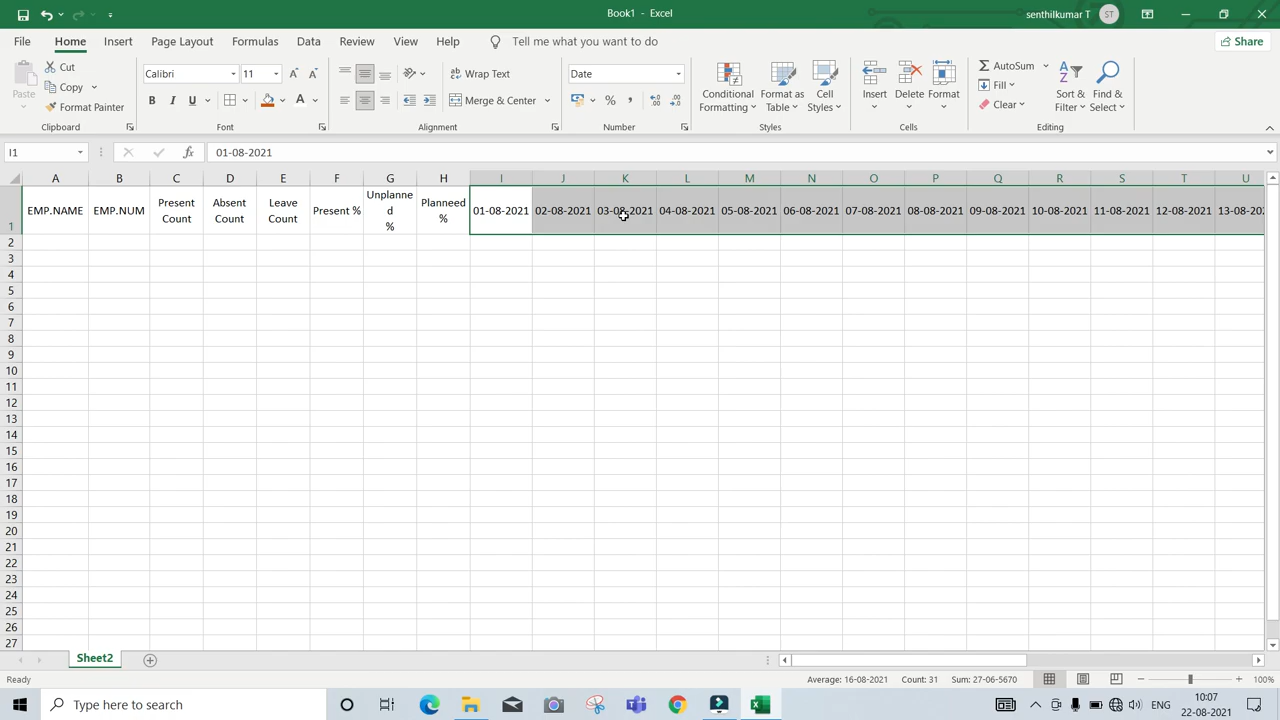 Book1 - Excel
senthilkumar T
ST
File Home Insert Page Layout Formulas Data Review View Help Tell me what you want to do
Share
Paste
Cut
Copy
Format Painter
Clipboard
Calibri 11
B I U A
Font
Wrap Text
Merge & Center
Alignment
Date
%
Number
Conditional Formatting
Format as Table
Cell Styles
Styles
Insert Delete Format
Cells
AutoSum
Fill
Clear
Sort & Filter
Find & Select
Editing
I1
fx
01-08-2021
A B C D E F G H I J K L M N O P Q R S T U
1
EMP.NAME
EMP.NUM
Present Count
Absent Count
Leave Count
Present %
Unplanne
d
%
Planneed
%
01-08-2021 02-08-2021 03-08-2021 04-08-2021 05-08-2021 06-08-2021 07-08-2021 08-08-2021 09-08-2021 10-08-2021 11-08-2021 12-08-2021 13-08-202
2
3
4
5
6
7
8
9
10
11
12
13
14
15
16
17
18
19
20
21
22
23
24
25
26
27
Sheet2
Ready
Average: 16-08-2021 Count: 31 Sum: 27-06-5670
100%
Type here to search
ENG
10:07
22-08-2021